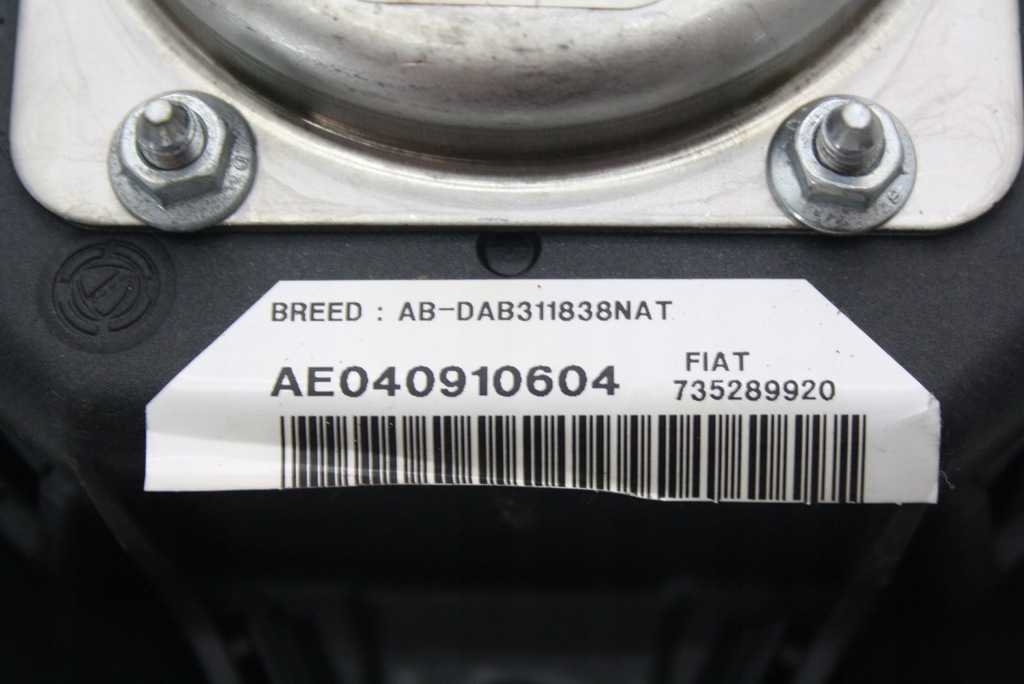 BREED : AB-DAB311838NAT
AE040910604
FIAT
735289920